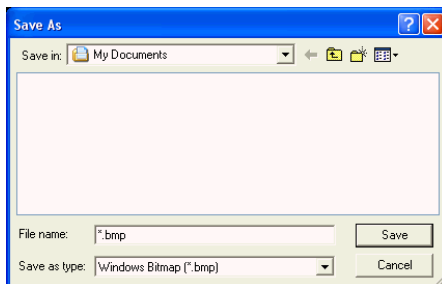 Save As
Save in: My Documents
File name: *.bmp Save
Save as type: Windows Bitmap (*.bmp) Cancel